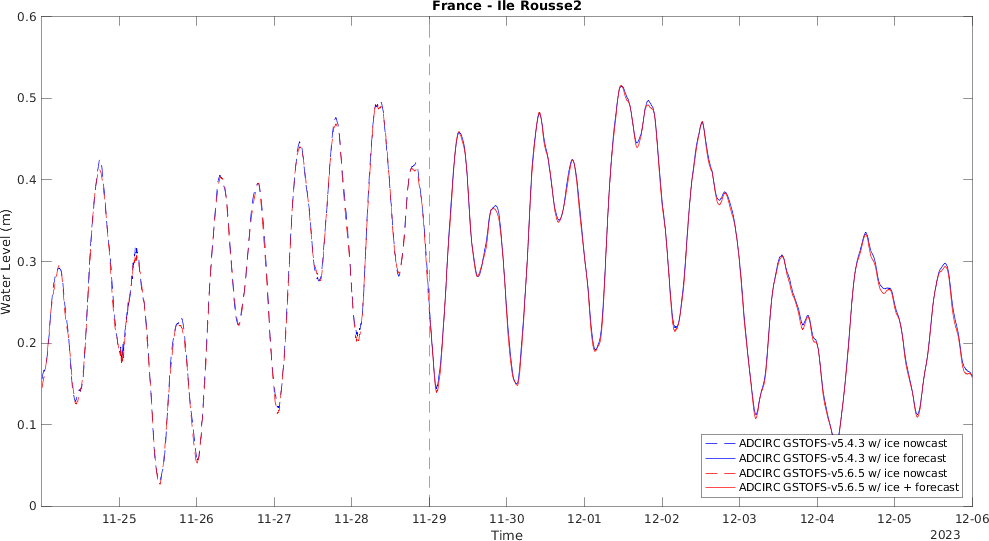 France - Ile Rousse2
Water Level (m)
0.6
0.5
0.4
0.3
0.2
0.1
0
ADCIRC GSTOFS-v5.4.3 w/ ice nowcast
ADCIRC GSTOFS-v5.4.3 w/ ice forecast
ADCIRC GSTOFS-v5.6.5 w/ ice nowcast
ADCIRC GSTOFS-v5.6.5 w/ ice + forecast
11-25 11-26 11-27 11-28 11-29 11-30 12-01 12-02 12-03 12-04 12-05 12-06
Time
2023